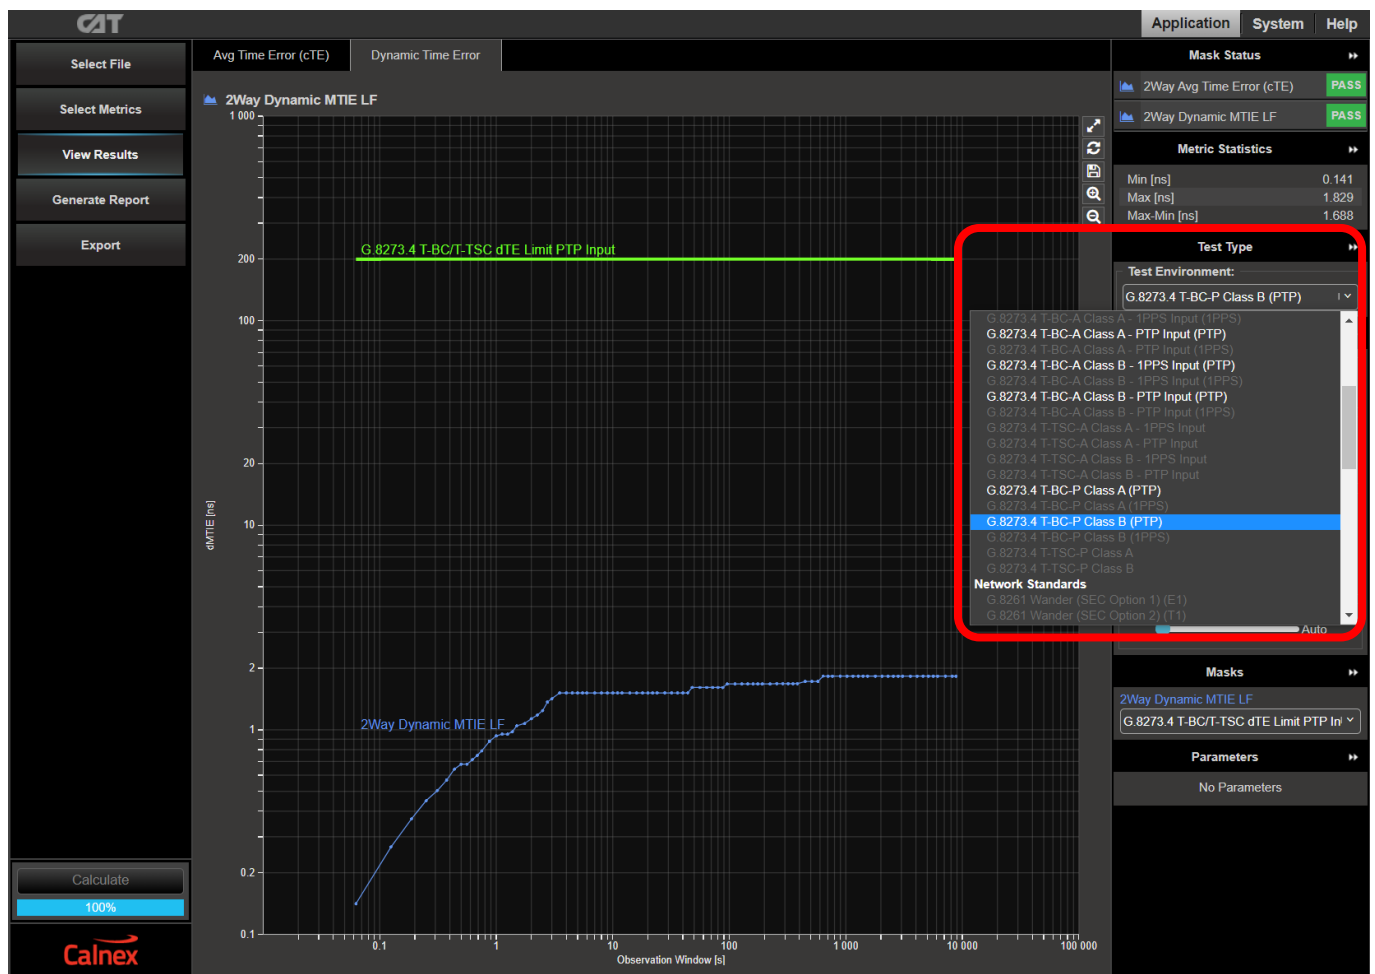 CAT
Application System Help
Select File
Select Metrics
View Results
Generate Report
Export
Avg Time Error (cTE) Dynamic Time Error
2Way Dynamic MTIE LF
1 000
200
100
20
10
2
1
0.2
0.1
dMTIE [ns]
G.8273.4 T-BC/T-TSC dTE Limit PTP Input
2Way Dynamic MTIE LF
0.1 1 10 100 1 000 10 000 100 000
Observation Window [s]
Mask Status
2Way Avg Time Error (cTE) PASS
2Way Dynamic MTIE LF PASS
Metric Statistics
Min [ns] 0.141
Max [ns] 1.829
Max-Min [ns] 1.688
Test Type
Test Environment:
G.8273.4 T-BC-P Class B (PTP)
G.8273.4 T-BC-A Class A - 1PPS Input (1PPS)
G.8273.4 T-BC-A Class A - PTP Input (PTP)
G.8273.4 T-BC-A Class A - PTP Input (1PPS)
G.8273.4 T-BC-A Class B - 1PPS Input (PTP)
G.8273.4 T-BC-A Class B - 1PPS Input (1PPS)
G.8273.4 T-BC-A Class B - PTP Input (PTP)
G.8273.4 T-BC-A Class B - PTP Input (1PPS)
G.8273.4 T-TSC-A Class A - 1PPS Input
G.8273.4 T-TSC-A Class A - PTP Input
G.8273.4 T-TSC-A Class B - 1PPS Input
G.8273.4 T-TSC-A Class B - PTP Input
G.8273.4 T-BC-P Class A (PTP)
G.8273.4 T-BC-P Class A (1PPS)
G.8273.4 T-BC-P Class B (PTP)
G.8273.4 T-BC-P Class B (1PPS)
G.8273.4 T-TSC-P Class A
G.8273.4 T-TSC-P Class B
Network Standards
G.8261 Wander (SEC Option 1) (E1)
G.8261 Wander (SEC Option 2) (T1)
Auto
Masks
2Way Dynamic MTIE LF
G.8273.4 T-BC/T-TSC dTE Limit PTP In
Parameters
No Parameters
Calculate
100%
Calnex